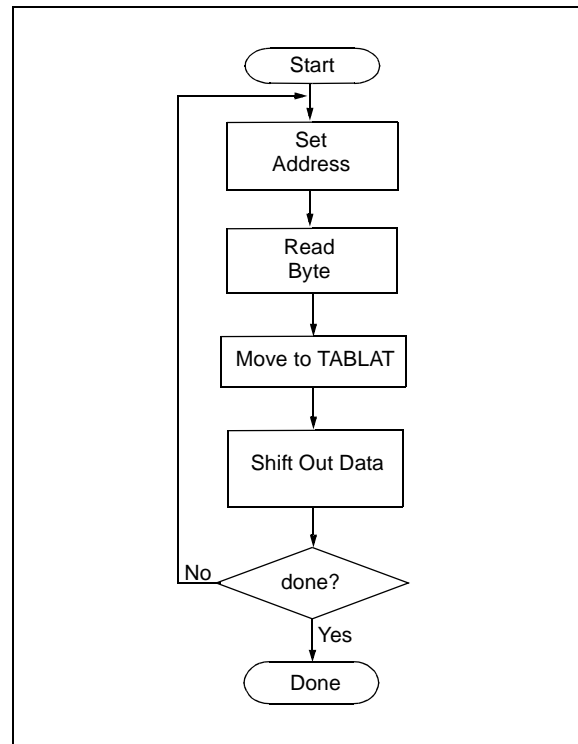 Start
Set
Address
Read
Byte
Move to TABLAT
Shift Out Data
done?
No
Yes
Done